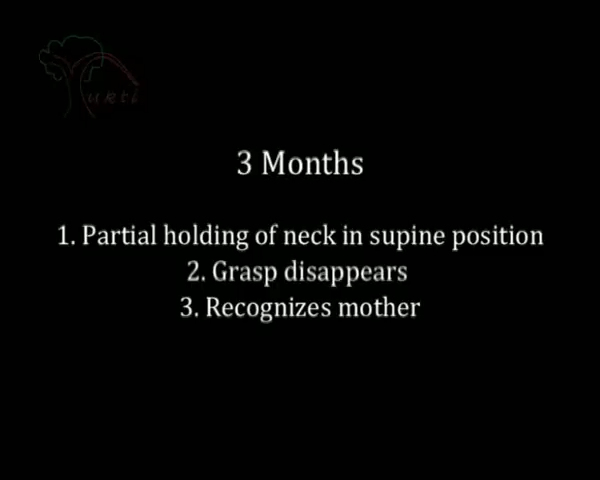 3 Months
1. Partial holding of neck in supine position
2. Grasp disappears
3. Recognizes mother